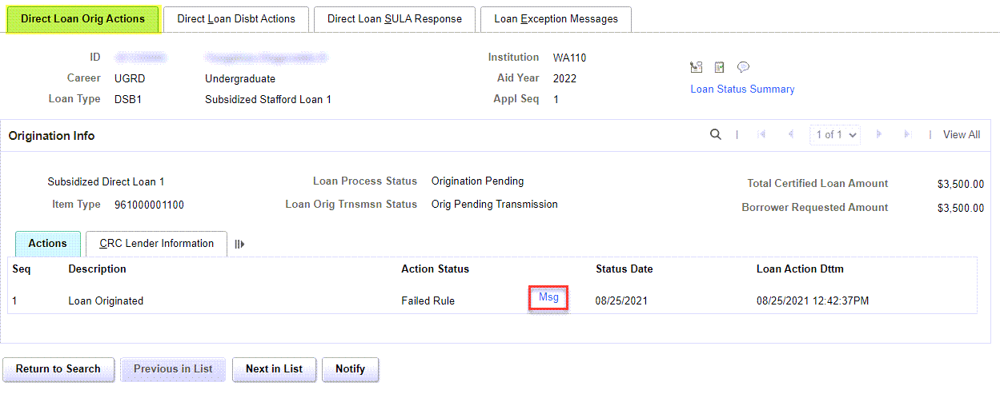 Direct Loan Orig Actions Direct Loan Disbt Actions Direct Loan SULA Response Loan Exception Messages
ID Institution WA110
Career UGRD Undergraduate Aid Year 2022
Loan Type DSB1 Subsidized Stafford Loan 1 Appl Seq 1
Loan Status Summary
Origination Info 1 of 1 View All
Subsidized Direct Loan 1 Loan Process Status Origination Pending Total Certified Loan Amount $3,500.00
Item Type 961000001100 Loan Orig Trnsmsn Status Orig Pending Transmission Borrower Requested Amount $3,500.00
Actions CRC Lender Information
Seq Description Action Status Status Date Loan Action Dttm
1 Loan Originated Failed Rule Msg 08/25/2021 08/25/2021 12:42:37PM
Return to Search Previous in List Next in List Notify